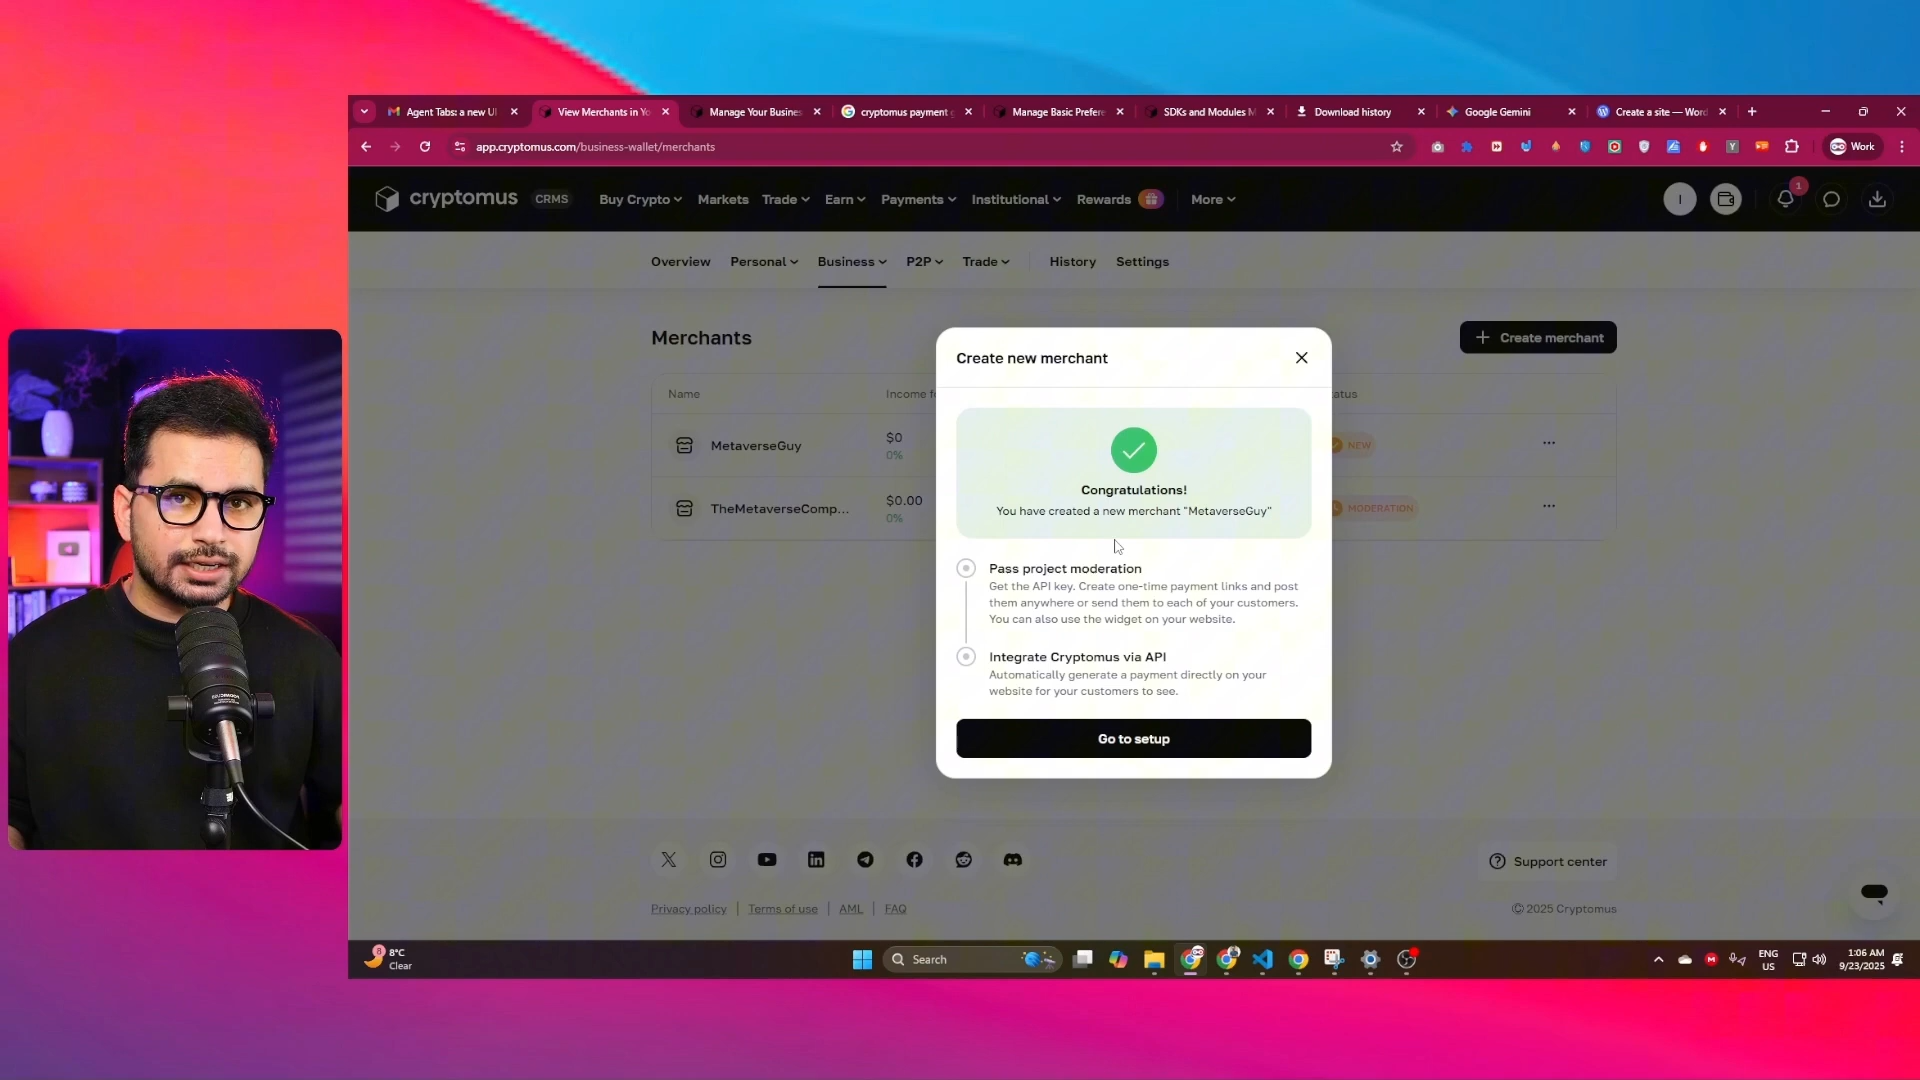 Agent Tabs: a new UI
View Merchants in Yo
Manage Your Busines
cryptomus payment g
Manage Basic Prefere
SDKs and Modules M
Download history
Google Gemini
Create a site — Word
app.cryptomus.com/business-wallet/merchants
Work
cryptomus
CRMS
Buy Crypto
Markets
Trade
Earn
Payments
Institutional
Rewards
More
I
1
Overview
Personal
Business
P2P
Trade
History
Settings
Merchants
Create merchant
Name
Income fo
atus
MetaverseGuy
$0
0%
NEW
TheMetaverseComp...
$0.00
0%
MODERATION
Create new merchant
Congratulations!
You have created a new merchant "MetaverseGuy"
Pass project moderation
Get the API key. Create one-time payment links and post
them anywhere or send them to each of your customers.
You can also use the widget on your website.
Integrate Cryptomus via API
Automatically generate a payment directly on your
website for your customers to see.
Go to setup
Support center
Privacy policy
Terms of use
AML
FAQ
© 2025 Cryptomus
8°C
Clear
Search
ENG
US
1:06 AM
9/23/2025